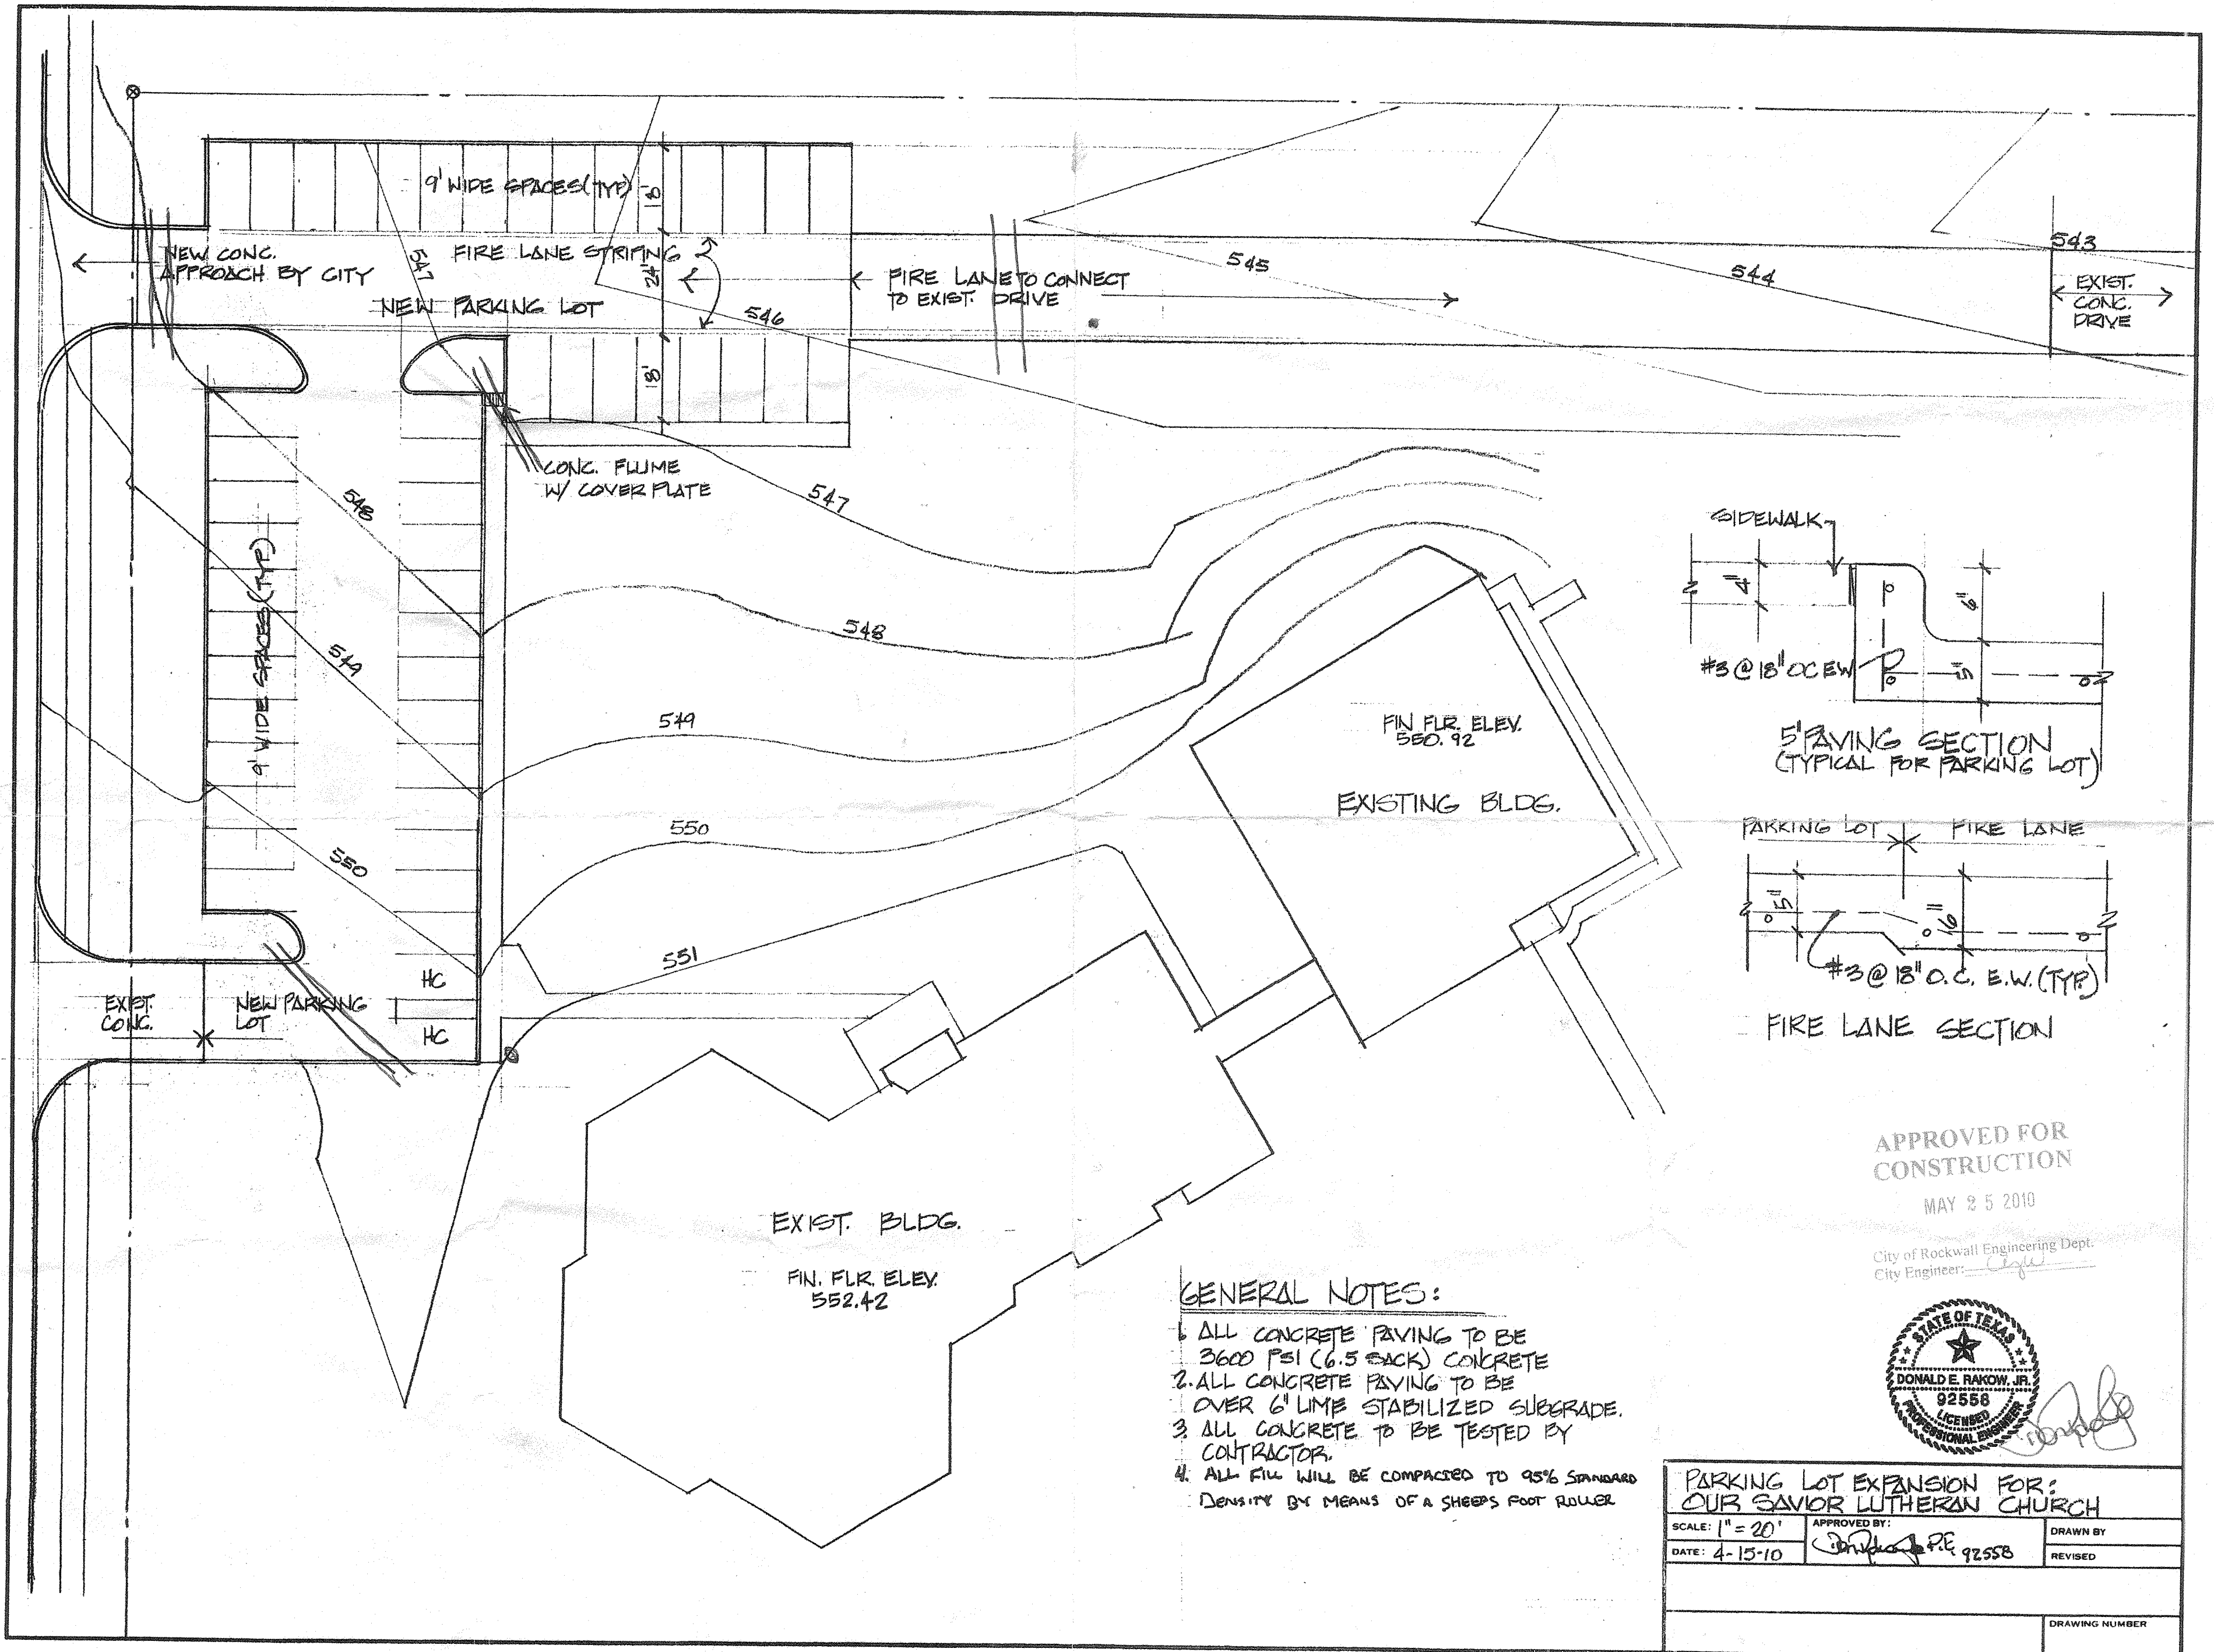 9' WIDE SPACES (TYP)
18'
NEW CONC.
APPROACH BY CITY
547
FIRE LANE STRIPING
24'
NEW PARKING LOT
546
FIRE LANE TO CONNECT
TO EXIST. DRIVE
545
544
543
EXIST.
CONC.
DRIVE
18'
CONC. FLUME
W/ COVER PLATE
547
548
9' WIDE SPACES (TYP.)
548
549
549
550
550
551
HC
HC
EXIST.
CONC.
NEW PARKING
LOT
FIN FLR. ELEV.
550.92
EXISTING BLDG.
EXIST. BLDG.
FIN. FLR. ELEV.
552.42
SIDEWALK
4"
6"
5"
#3 @ 18" OC EW
5" PAVING SECTION
(TYPICAL FOR PARKING LOT)
PARKING LOT
FIRE LANE
5"
6"
#3 @ 18" O.C. E.W. (TYP.)
FIRE LANE SECTION
APPROVED FOR
CONSTRUCTION
MAY 25 2010
City of Rockwall Engineering Dept.
City Engineer:
GENERAL NOTES:
1. ALL CONCRETE PAVING TO BE
3600 PSI (6.5 SACK) CONCRETE
2. ALL CONCRETE PAVING TO BE
OVER 6" LIME STABILIZED SUBGRADE.
3. ALL CONCRETE TO BE TESTED BY
CONTRACTOR.
4. ALL FILL WILL BE COMPACTED TO 95% STANDARD
DENSITY BY MEANS OF A SHEEPS FOOT ROLLER
STATE OF TEXAS
DONALD E. RAKOW, JR.
92558
LICENSED
PROFESSIONAL ENGINEER
PARKING LOT EXPANSION FOR:
OUR SAVIOR LUTHERAN CHURCH
SCALE: 1" = 20'
APPROVED BY:
P.E. 92558
DRAWN BY
DATE: 4-15-10
REVISED
DRAWING NUMBER